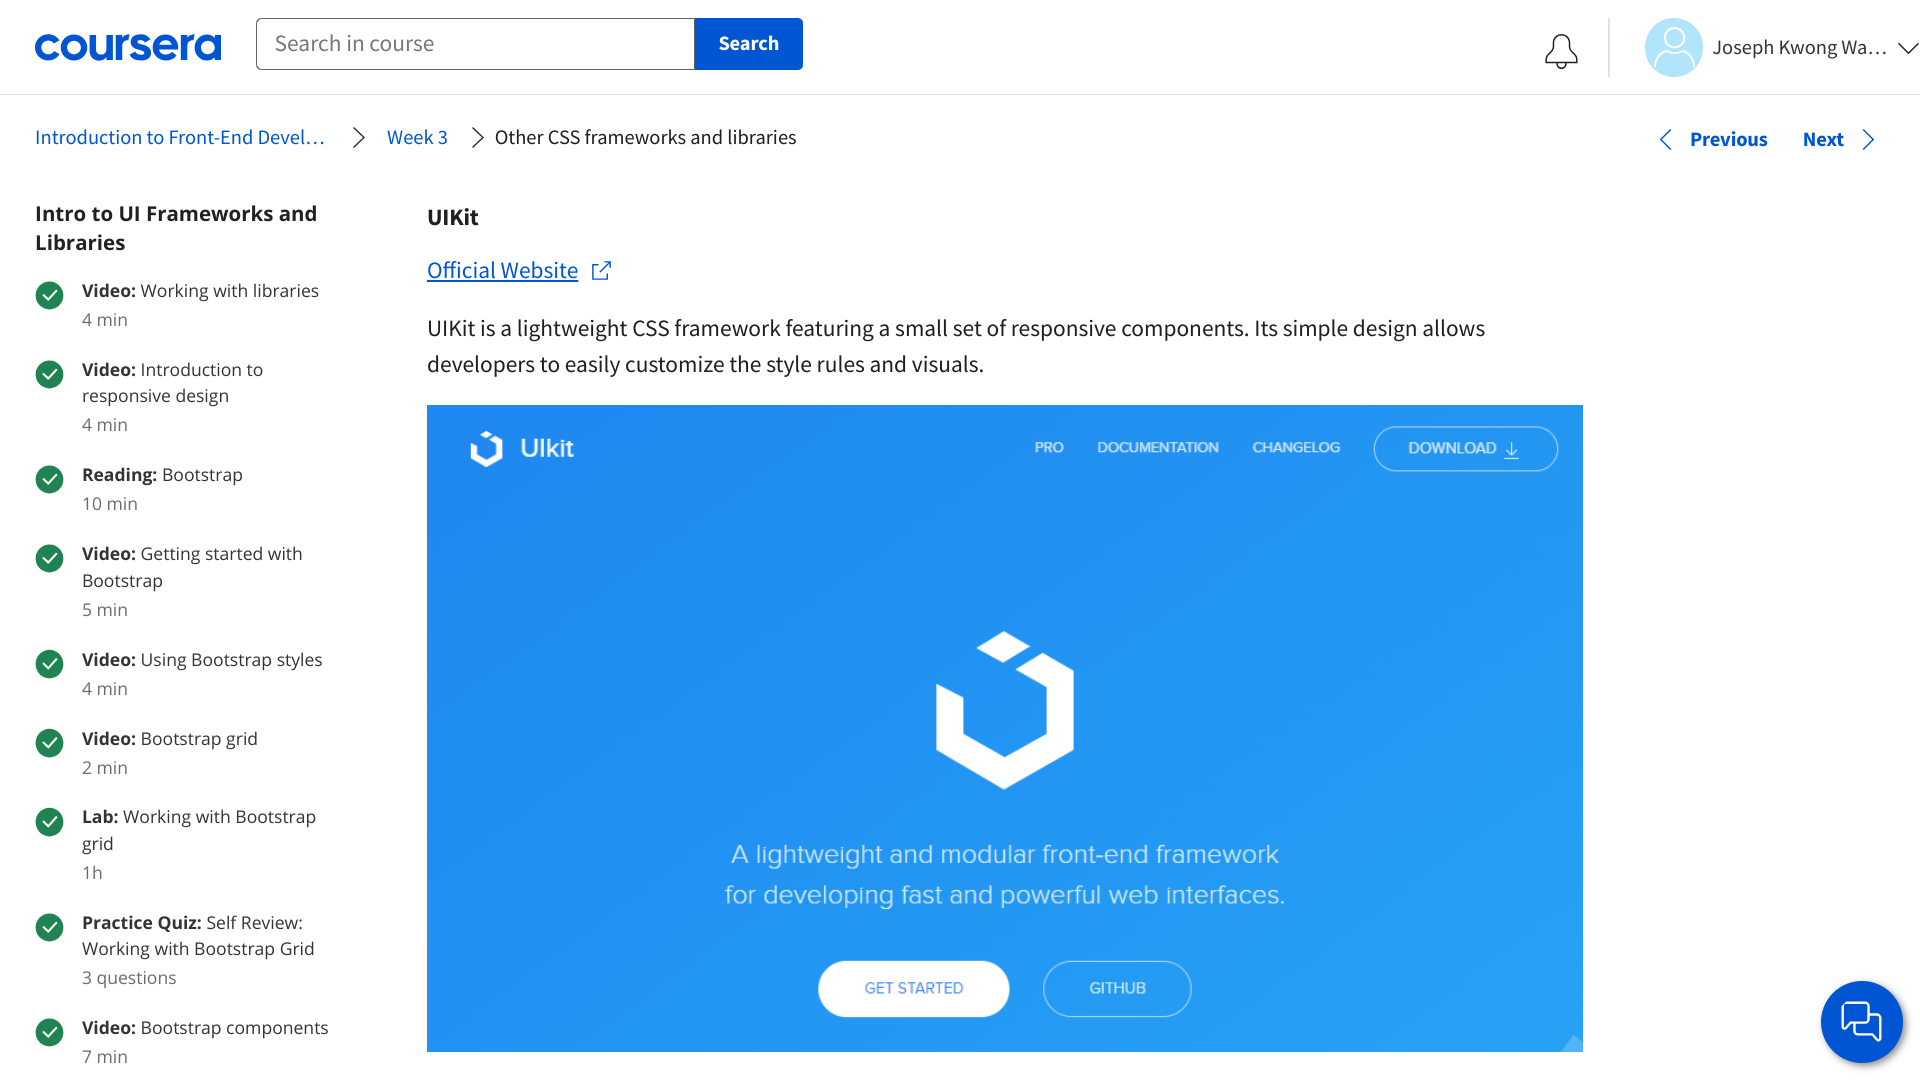 coursera
Search in course
Search
Joseph Kwong Wa...
Introduction to Front-End Devel...
Week 3
Other CSS frameworks and libraries
Previous
Next
Intro to UI Frameworks and
Libraries
Video: Working with libraries
4 min
Video: Introduction to
responsive design
4 min
Reading: Bootstrap
10 min
Video: Getting started with
Bootstrap
5 min
Video: Using Bootstrap styles
4 min
Video: Bootstrap grid
2 min
Lab: Working with Bootstrap
grid
1h
Practice Quiz: Self Review:
Working with Bootstrap Grid
3 questions
Video: Bootstrap components
7 min
UIKit
Official Website
UIKit is a lightweight CSS framework featuring a small set of responsive components. Its simple design allows
developers to easily customize the style rules and visuals.
UIkit
PRO
DOCUMENTATION
CHANGELOG
DOWNLOAD
A lightweight and modular front-end framework
for developing fast and powerful web interfaces.
GET STARTED
GITHUB